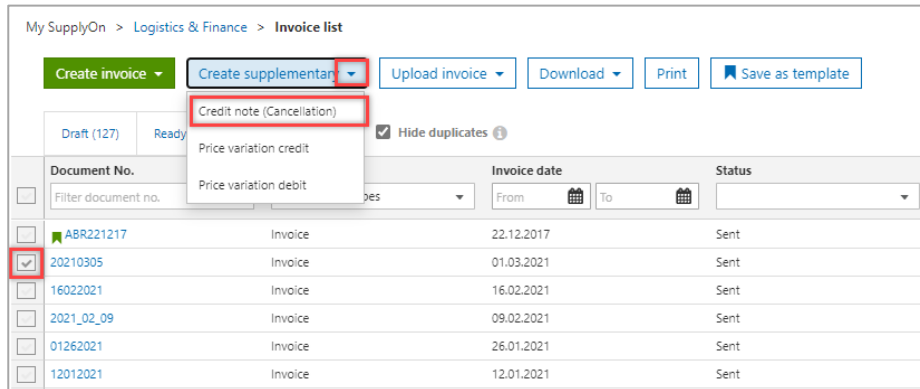 My SupplyOn > Logistics & Finance > Invoice list
Create invoice Create supplementary Upload invoice Download Print Save as template
Credit note (Cancellation)
Draft (127) Ready Hide duplicates
Price variation credit
Document No. Invoice date Status
Price variation debit
Filter document no. From To
ABR221217 Invoice 22.12.2017 Sent
20210305 Invoice 01.03.2021 Sent
16022021 Invoice 16.02.2021 Sent
2021_02_09 Invoice 09.02.2021 Sent
01262021 Invoice 26.01.2021 Sent
12012021 Invoice 12.01.2021 Sent